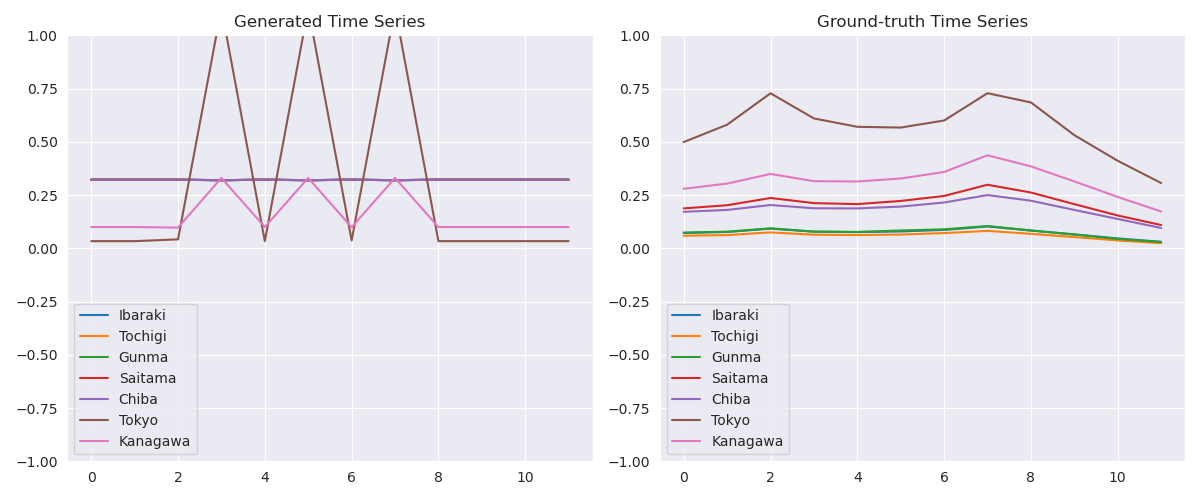 Generated Time Series
1.00
0.75
0.50
0.25
0.00
−0.25
−0.50
−0.75
−1.00
Ibaraki
Tochigi
Gunma
Saitama
Chiba
Tokyo
Kanagawa
0 2 4 6 8 10
Ground-truth Time Series
1.00
0.75
0.50
0.25
0.00
−0.25
−0.50
−0.75
−1.00
Ibaraki
Tochigi
Gunma
Saitama
Chiba
Tokyo
Kanagawa
0 2 4 6 8 10